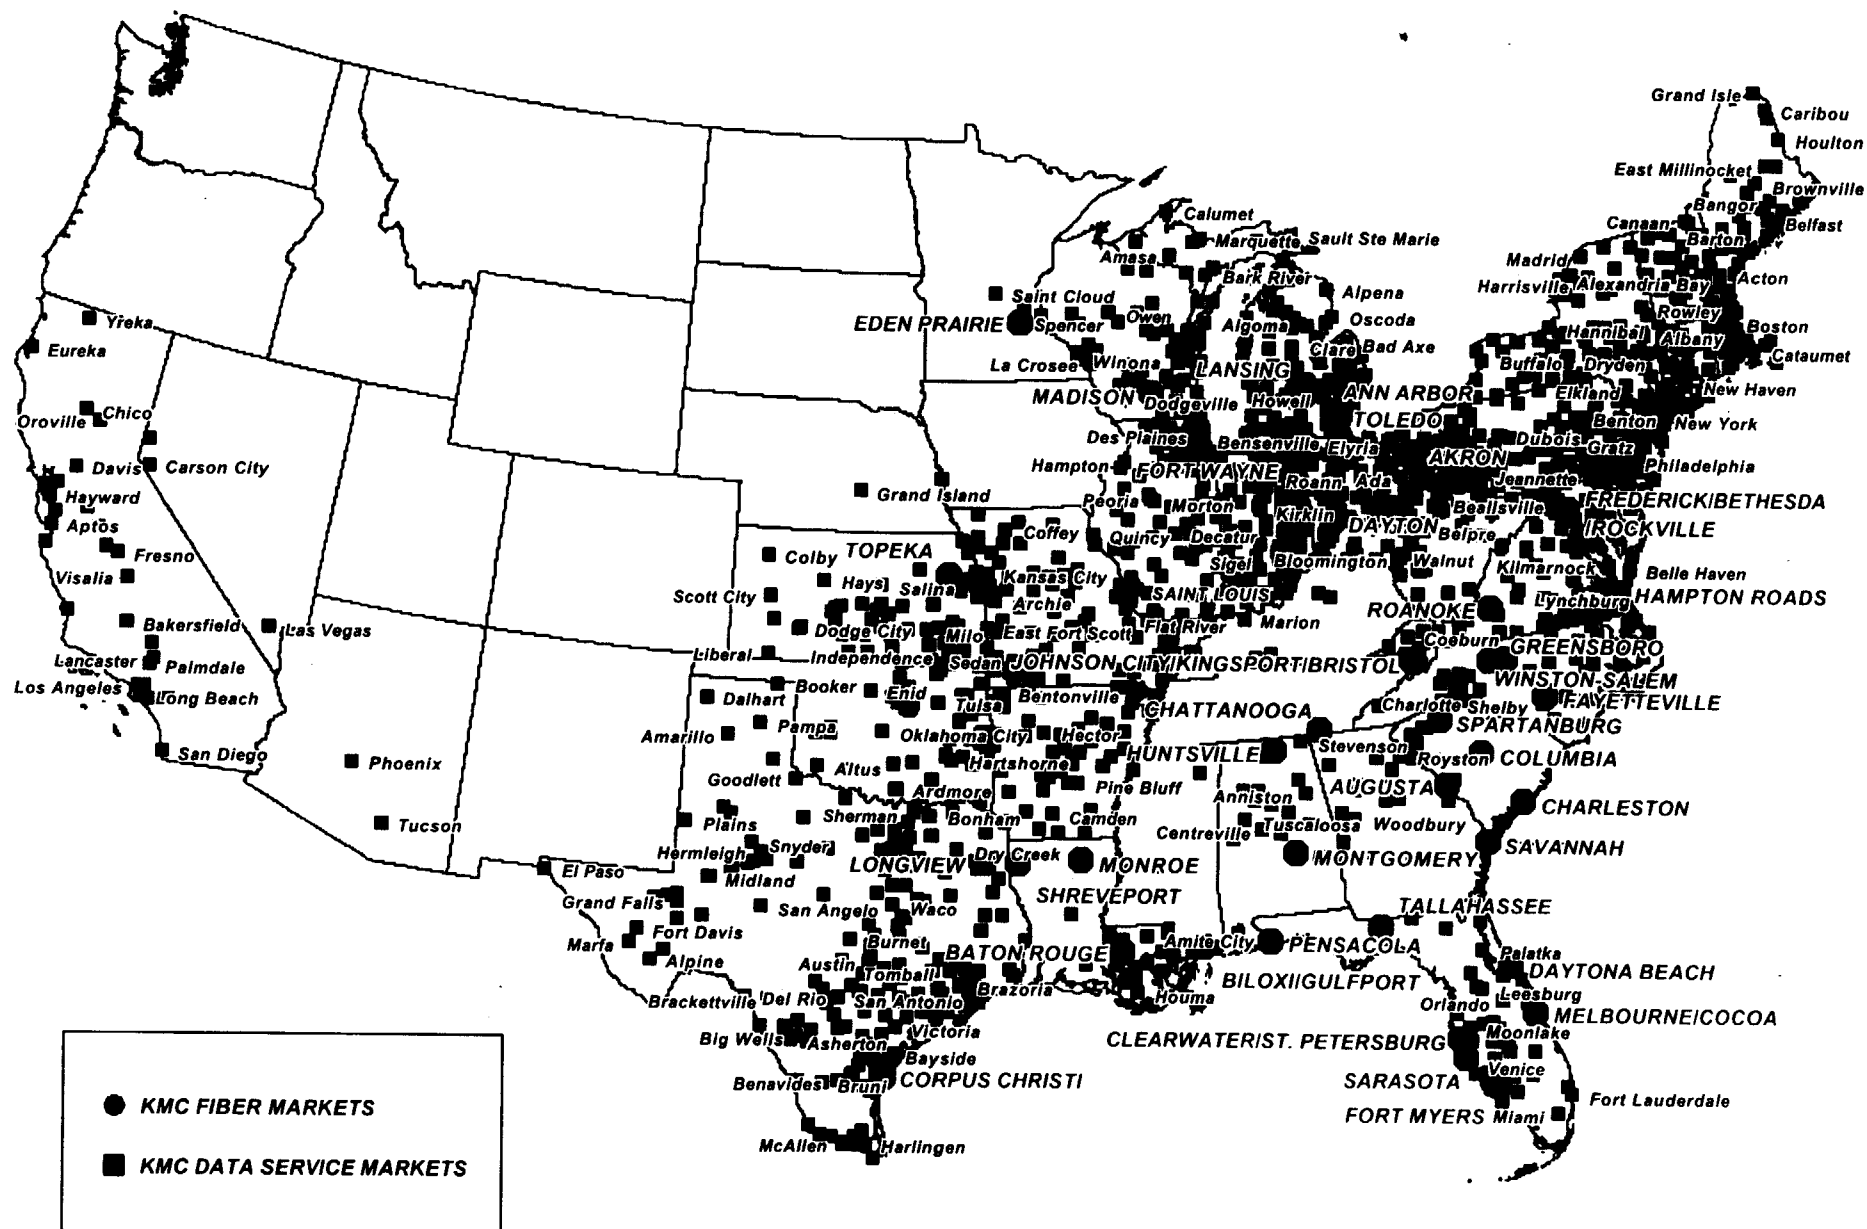 Grand Isle
Caribou
Houlton
East Millinocket
Brownville
Bangor
Calumet
Canaan
Belfast
Marquette
Sault Ste Marie
Barton
Amasa
Madrid
Bark River
Acton
Harrisville
Alexandria Bay
Saint Cloud
Alpena
Yreka
EDEN PRAIRIE
Spencer
Owen
Algoma
Oscoda
Rowley
Boston
Hannibal
Albany
Eureka
Clare
Bad Axe
Cataumet
La Crosee
Winona
LANSING
Buffalo
Dryden
MADISON
Dodgeville
Howell
ANN ARBOR
Elkland
New Haven
Oroville
Chico
TOLEDO
Benton
New York
Des Plaines
Bensenville
Elyria
Dubois
Gratz
Davis
Carson City
Hampton
FORT WAYNE
AKRON
Philadelphia
Roann
Ada
Jeannette
Hayward
Grand Island
Peoria
Morton
Beallsville
FREDERICK/BETHESDA
Aptos
Kirklin
DAYTON
/ROCKVILLE
Coffey
Quincy
Decatur
Belpre
Fresno
Colby
TOPEKA
Sigel
Bloomington
Walnut
Kilmarnock
Belle Haven
Visalia
Hays
Salina
Kansas City
Scott City
Archie
SAINT LOUIS
ROANOKE
Lynchburg
HAMPTON ROADS
Bakersfield
Las Vegas
Dodge City
Milo
East Fort Scott
Flat River
Marion
Coeburn
GREENSBORO
Lancaster
Palmdale
Liberal
Independence
Sedan
JOHNSON CITY/KINGSPORT/BRISTOL
Los Angeles
Long Beach
Booker
Dalhart
Enid
Tulsa
Bentonville
WINSTON-SALEM
CHATTANOOGA
Charlotte
Shelby
FAYETTEVILLE
San Diego
Phoenix
Amarillo
Pampa
Oklahoma City
Hector
HUNTSVILLE
Stevenson
SPARTANBURG
Goodlett
Altus
Hartshorne
Royston
COLUMBIA
Ardmore
Pine Bluff
Anniston
AUGUSTA
CHARLESTON
Tucson
Plains
Sherman
Bonham
Camden
Centreville
Tuscaloosa
Woodbury
Hermleigh
Snyder
LONGVIEW
Dry Creek
MONROE
MONTGOMERY
SAVANNAH
El Paso
Midland
SHREVEPORT
Grand Falls
San Angelo
Waco
TALLAHASSEE
Marfa
Fort Davis
Burnet
BATON ROUGE
Amite City
PENSACOLA
Palatka
Alpine
Austin
Tomball
DAYTONA BEACH
Brackettville
Del Rio
San Antonio
Brazoria
Houma
BILOXI/GULFPORT
Orlando
Leesburg
Big Wells
Asherton
Victoria
MELBOURNE/COCOA
CLEARWATER/ST. PETERSBURG
Moonlake
Bayside
Benavides
Bruni
CORPUS CHRISTI
SARASOTA
Venice
Fort Lauderdale
FORT MYERS
Miami
McAllen
Harlingen
KMC FIBER MARKETS
KMC DATA SERVICE MARKETS